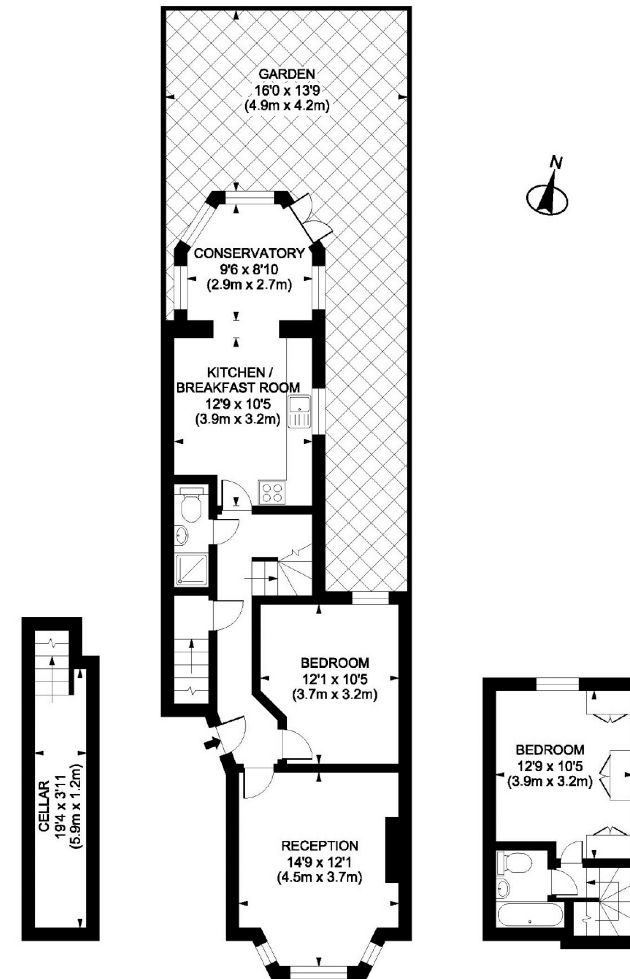 GARDEN
16'0 x 13'9
(4.9m x 4.2m)
N
CONSERVATORY
9'6 x 8'10
(2.9m x 2.7m)
KITCHEN /
BREAKFAST ROOM
12'9 x 10'5
(3.9m x 3.2m)
BEDROOM
12'1 x 10'5
(3.7m x 3.2m)
RECEPTION
14'9 x 12'1
(4.5m x 3.7m)
CELLAR
19'4 x 3'11
(5.9m x 1.2m)
BEDROOM
12'9 x 10'5
(3.9m x 3.2m)